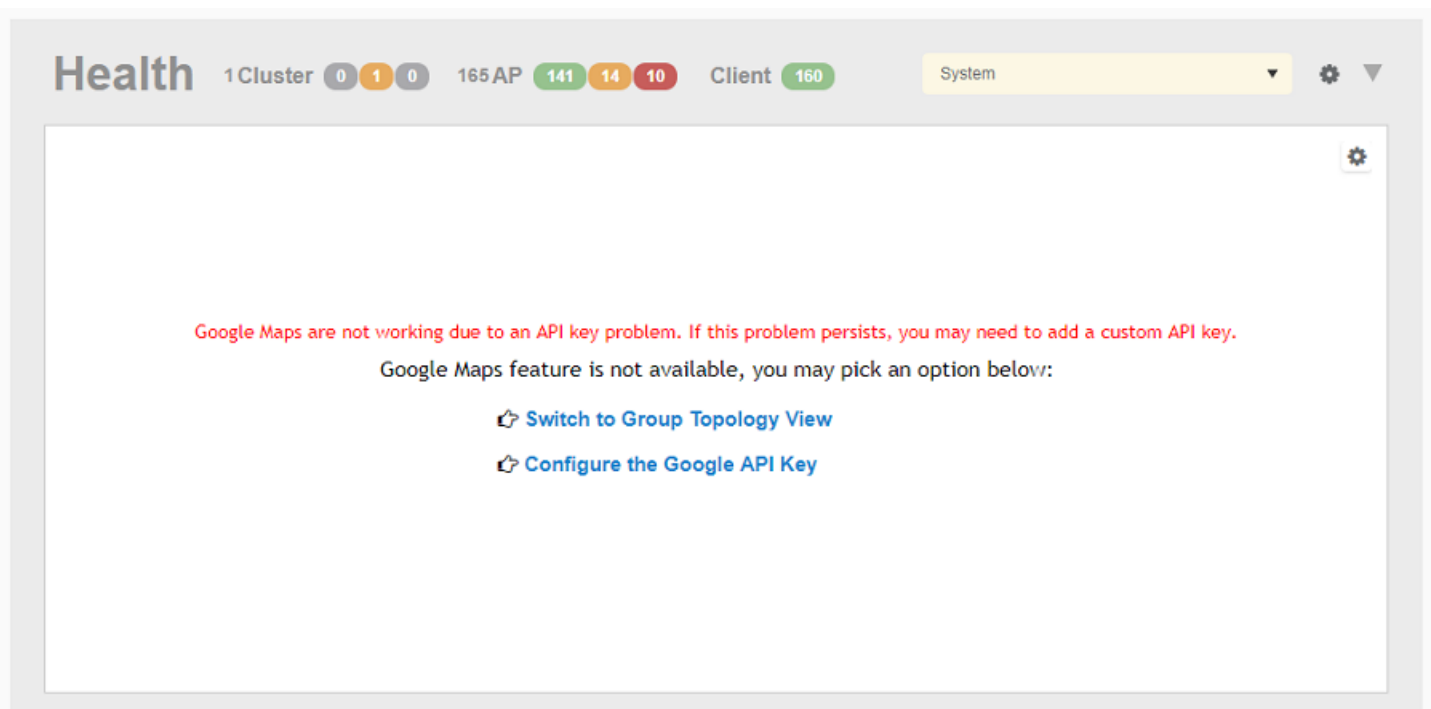 Health 1 Cluster 0 1 0 165 AP 141 14 10 Client 160 System
Google Maps are not working due to an API key problem. If this problem persists, you may need to add a custom API key.
Google Maps feature is not available, you may pick an option below:
Switch to Group Topology View
Configure the Google API Key